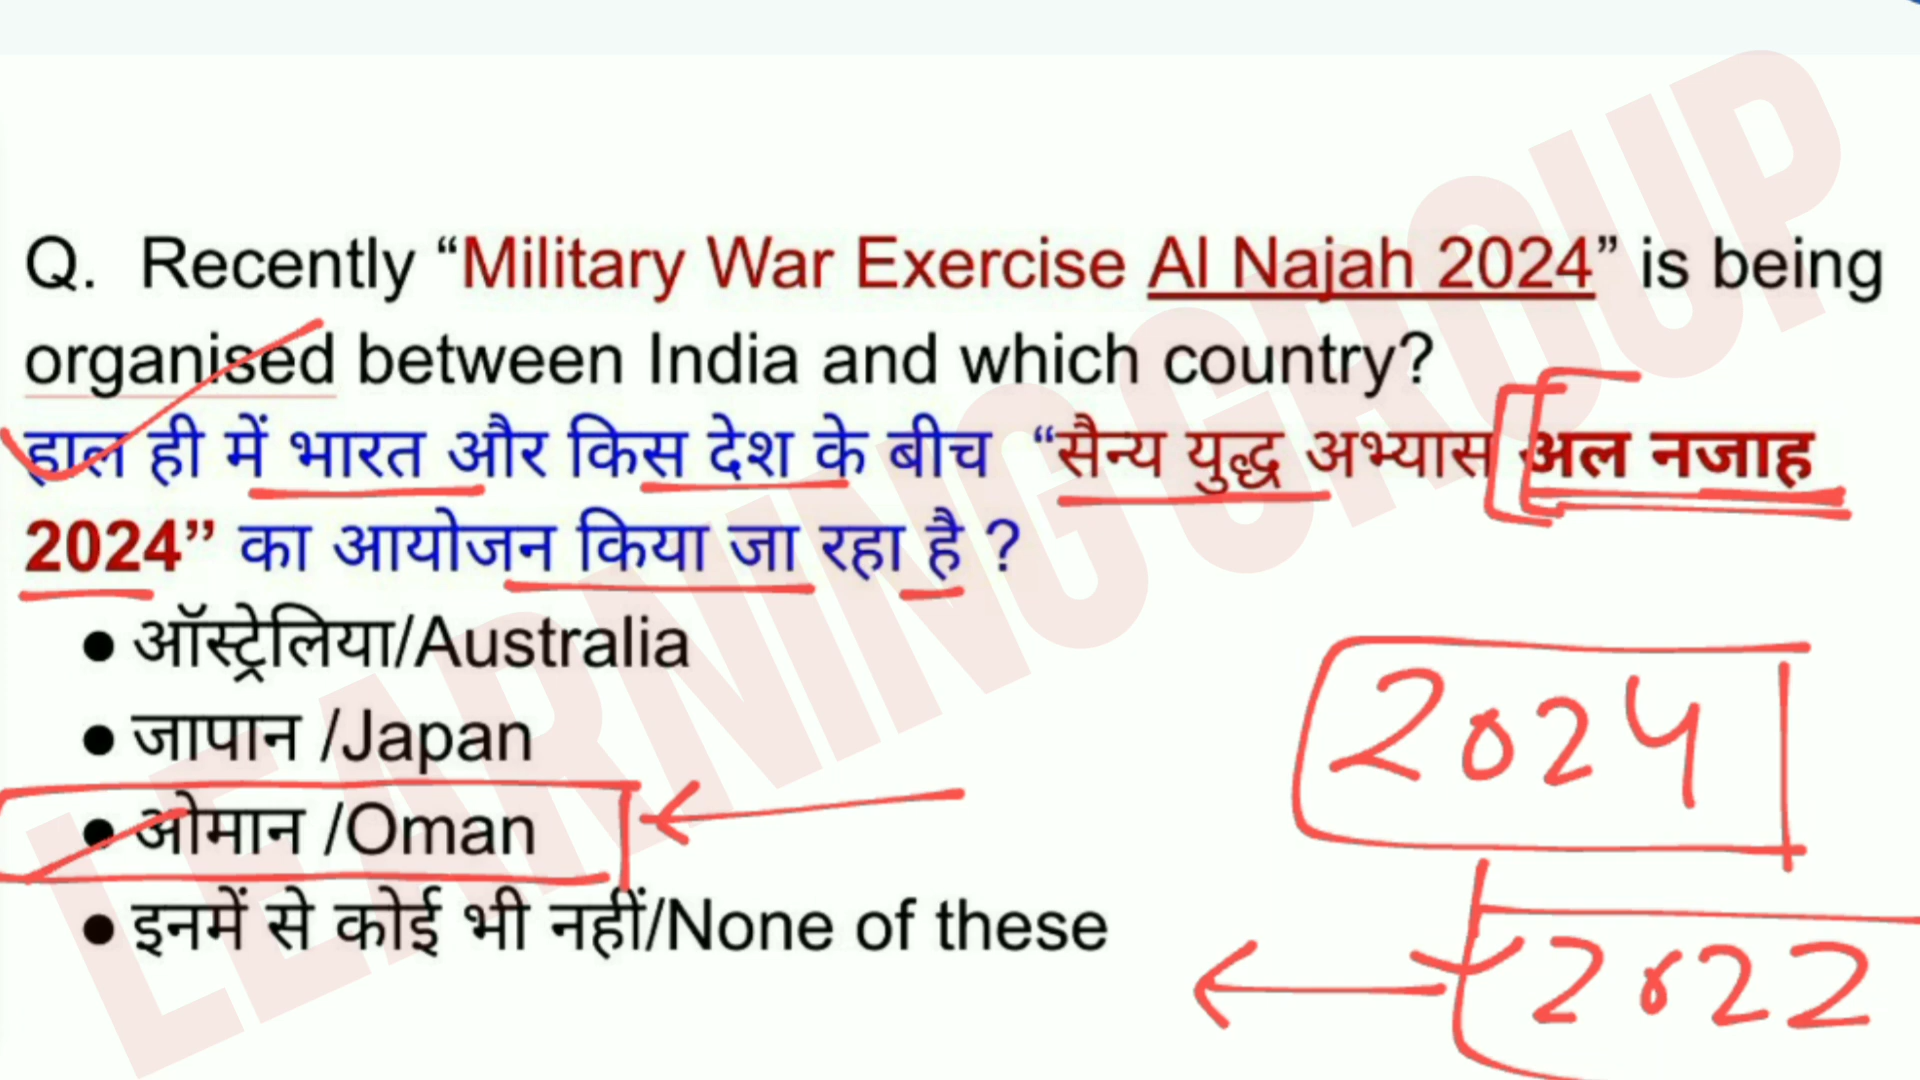 Q. Recently “Military War Exercise Al Najah 2024” is being
organised between India and which country?
हाल ही में भारत और किस देश के बीच “सैन्य युद्ध अभ्यास अल नजाह
2024” का आयोजन किया जा रहा है ?
● ऑस्ट्रेलिया/Australia
● जापान /Japan
● ओमान /Oman
● इनमें से कोई भी नहीं/None of these
2024
2022
LEARNING GROUP